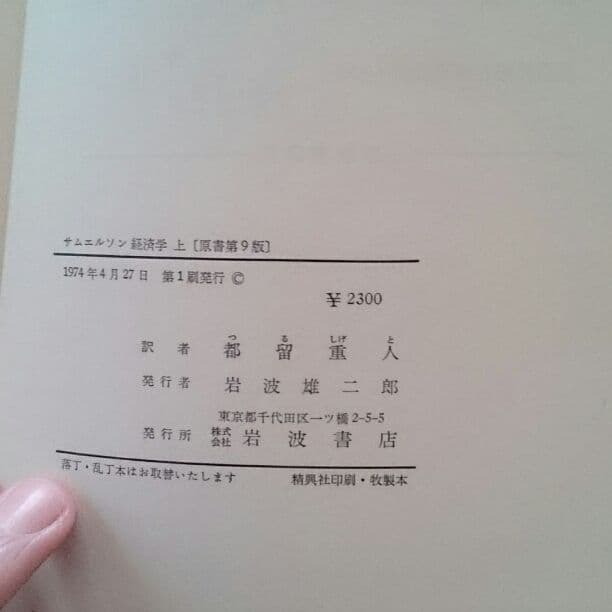 サムエルソン 経済学 上〔原書第9版〕
1974年4月27日 第1刷発行 ©
¥ 2300
つ る しげ と
訳者 都留重人
発行者 岩波雄二郎
東京都千代田区一ツ橋2-5-5
発行所 株式会社 岩波書店
落丁・乱丁本はお取替いたします 精興社印刷・牧製本